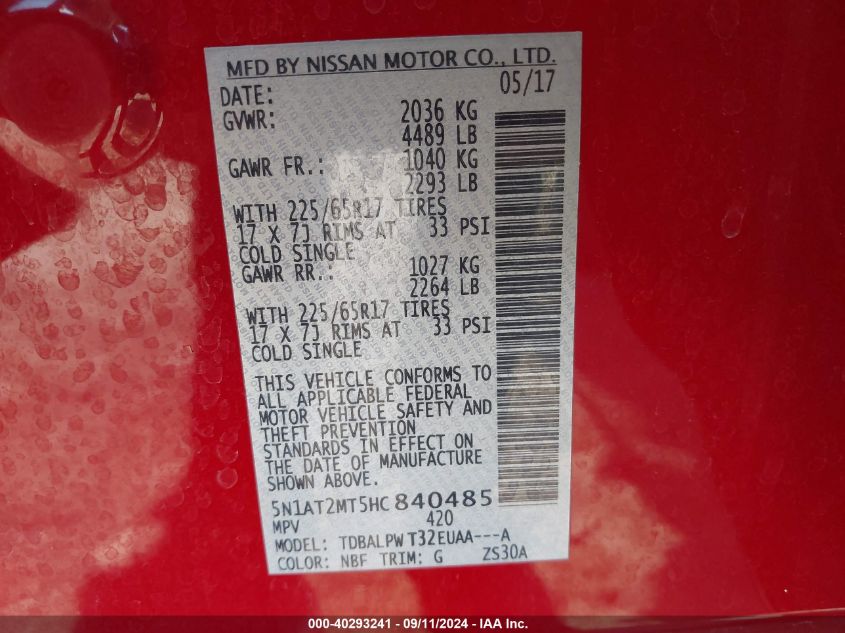 MFD BY NISSAN MOTOR CO., LTD.
DATE: 05/17
GVWR: 2036 KG
4489 LB
GAWR FR.: 1040 KG
2293 LB
WITH 225/65R17 TIRES
17 X 7J RIMS AT 33 PSI
COLD SINGLE
GAWR RR.: 1027 KG
2264 LB
WITH 225/65R17 TIRES
17 X 7J RIMS AT 33 PSI
COLD SINGLE
THIS VEHICLE CONFORMS TO
ALL APPLICABLE FEDERAL
MOTOR VEHICLE SAFETY AND
THEFT PREVENTION
STANDARDS IN EFFECT ON
THE DATE OF MANUFACTURE
SHOWN ABOVE.
5N1AT2MT5HC840485
MPV 420
MODEL: TDBALPW T32EUAA---A
COLOR: NBF TRIM: G ZS30A
000-40293241 - 09/11/2024 - IAA Inc.